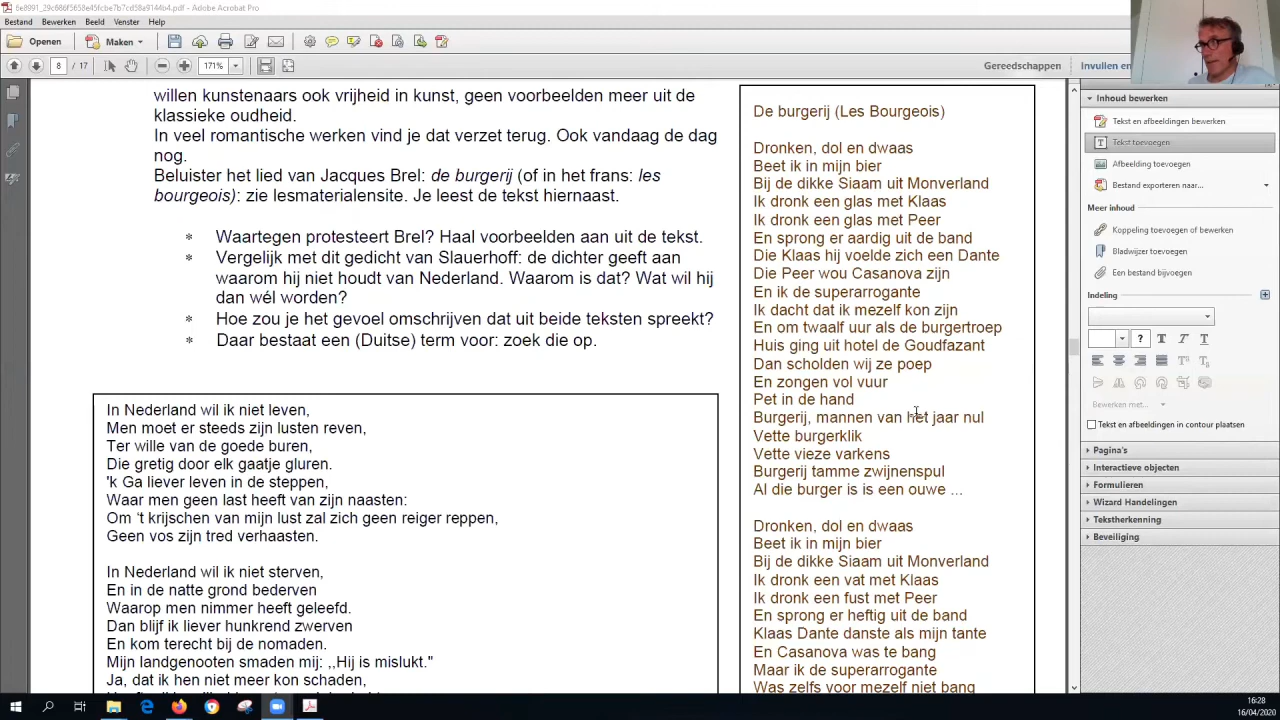 6e8991_29c686f5658e45fcbe7b7cd58e9144b4.pdf - Adobe Acrobat Pro
Bestand Bewerken Beeld Venster Help
Openen Maken
8 / 17 171% Gereedschappen Invullen en
willen kunstenaars ook vrijheid in kunst, geen voorbeelden meer uit de
klassieke oudheid.
In veel romantische werken vind je dat verzet terug. Ook vandaag de dag
nog.
Beluister het lied van Jacques Brel: de burgerij (of in het frans: les
bourgeois): zie lesmaterialensite. Je leest de tekst hiernaast.
* Waartegen protesteert Brel? Haal voorbeelden aan uit de tekst.
* Vergelijk met dit gedicht van Slauerhoff: de dichter geeft aan
waarom hij niet houdt van Nederland. Waarom is dat? Wat wil hij
dan wél worden?
* Hoe zou je het gevoel omschrijven dat uit beide teksten spreekt?
* Daar bestaat een (Duitse) term voor: zoek die op.
In Nederland wil ik niet leven,
Men moet er steeds zijn lusten reven,
Ter wille van de goede buren,
Die gretig door elk gaatje gluren.
'k Ga liever leven in de steppen,
Waar men geen last heeft van zijn naasten:
Om 't krijschen van mijn lust zal zich geen reiger reppen,
Geen vos zijn tred verhaasten.
In Nederland wil ik niet sterven,
En in de natte grond bederven
Waarop men nimmer heeft geleefd.
Dan blijf ik liever hunkrend zwerven
En kom terecht bij de nomaden.
Mijn landgenooten smaden mij: ,,Hij is mislukt."
Ja, dat ik hen niet meer kon schaden,
De burgerij (Les Bourgeois)
Dronken, dol en dwaas
Beet ik in mijn bier
Bij de dikke Siaam uit Monverland
Ik dronk een glas met Klaas
Ik dronk een glas met Peer
En sprong er aardig uit de band
Die Klaas hij voelde zich een Dante
Die Peer wou Casanova zijn
En ik de superarrogante
Ik dacht dat ik mezelf kon zijn
En om twaalf uur als de burgertroep
Huis ging uit hotel de Goudfazant
Dan scholden wij ze poep
En zongen vol vuur
Pet in de hand
Burgerij, mannen van het jaar nul
Vette burgerklik
Vette vieze varkens
Burgerij tamme zwijnenspul
Al die burger is is een ouwe ...
Dronken, dol en dwaas
Beet ik in mijn bier
Bij de dikke Siaam uit Monverland
Ik dronk een vat met Klaas
Ik dronk een fust met Peer
En sprong er heftig uit de band
Klaas Dante danste als mijn tante
En Casanova was te bang
Maar ik de superarrogante
Was zelfs voor mezelf niet bang
Inhoud bewerken
Tekst en afbeeldingen bewerken
Tekst toevoegen
Afbeelding toevoegen
Bestand exporteren naar...
Meer inhoud
Koppeling toevoegen of bewerken
Bladwijzer toevoegen
Een bestand bevestigen
Indeling
Bewerken met...
Tekst en afbeeldingen in contour plaatsen
Pagina's
Interactieve objecten
Formulieren
Wizard Handelingen
Tekstherkenning
Beveiliging
16:28
16/04/2020